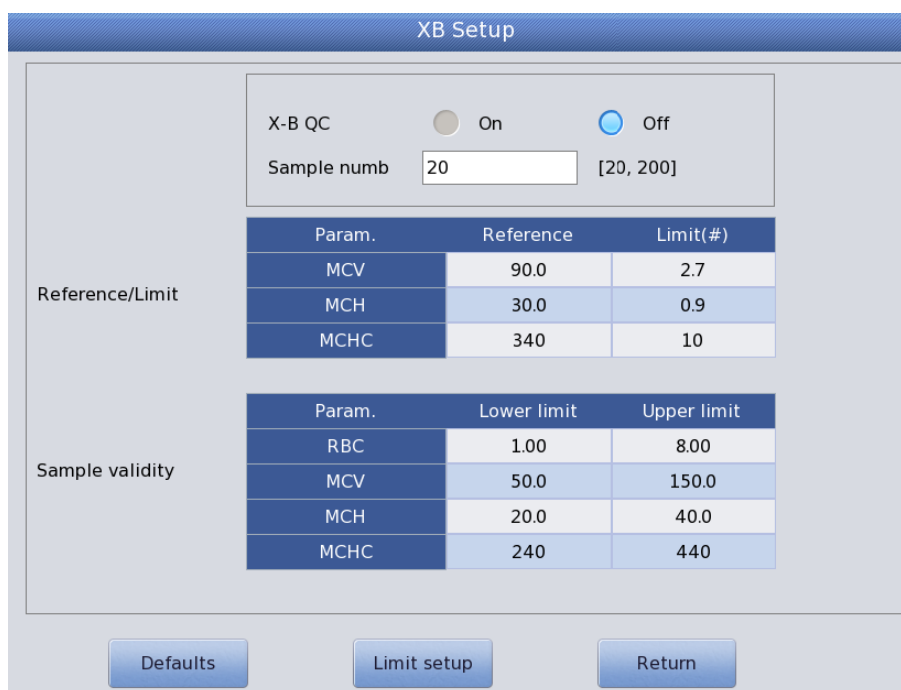 XB Setup
X-B QC On Off
Sample numb 20 [20, 200]
Reference/Limit
Param. Reference Limit(#)
MCV 90.0 2.7
MCH 30.0 0.9
MCHC 340 10
Sample validity
Param. Lower limit Upper limit
RBC 1.00 8.00
MCV 50.0 150.0
MCH 20.0 40.0
MCHC 240 440
Defaults Limit setup Return